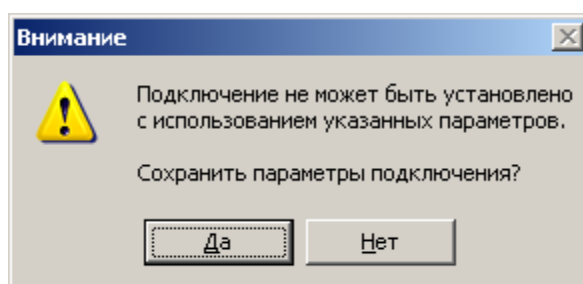 Внимание
Подключение не может быть установлено
с использованием указанных параметров.
Сохранить параметры подключения?
Да
Нет